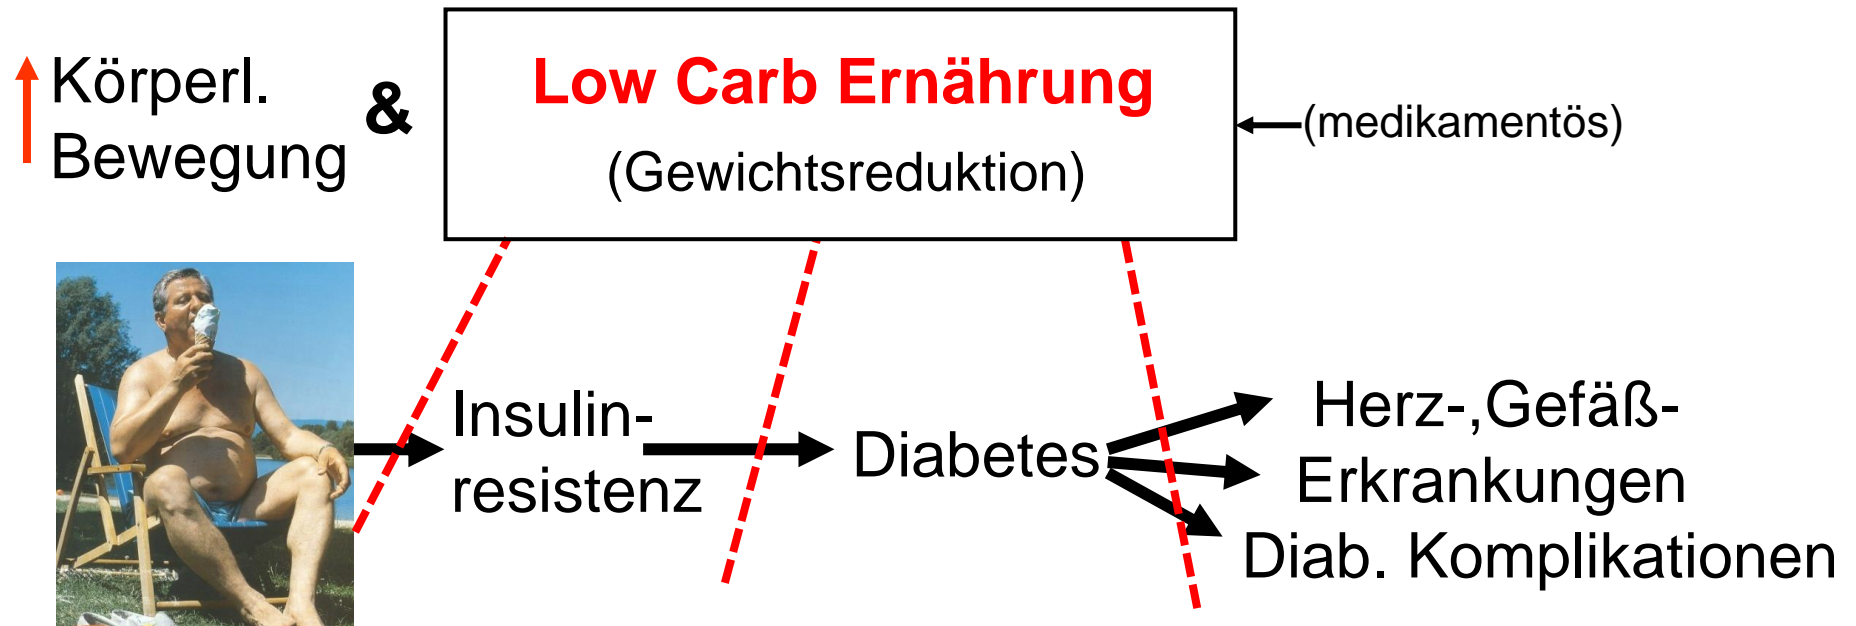 Körperl.
Bewegung
&
Low Carb Ernährung
(Gewichtsreduktion)
(medikamentös)
Insulin-
resistenz
Diabetes
Herz-,Gefäß-
Erkrankungen
Diab. Komplikationen